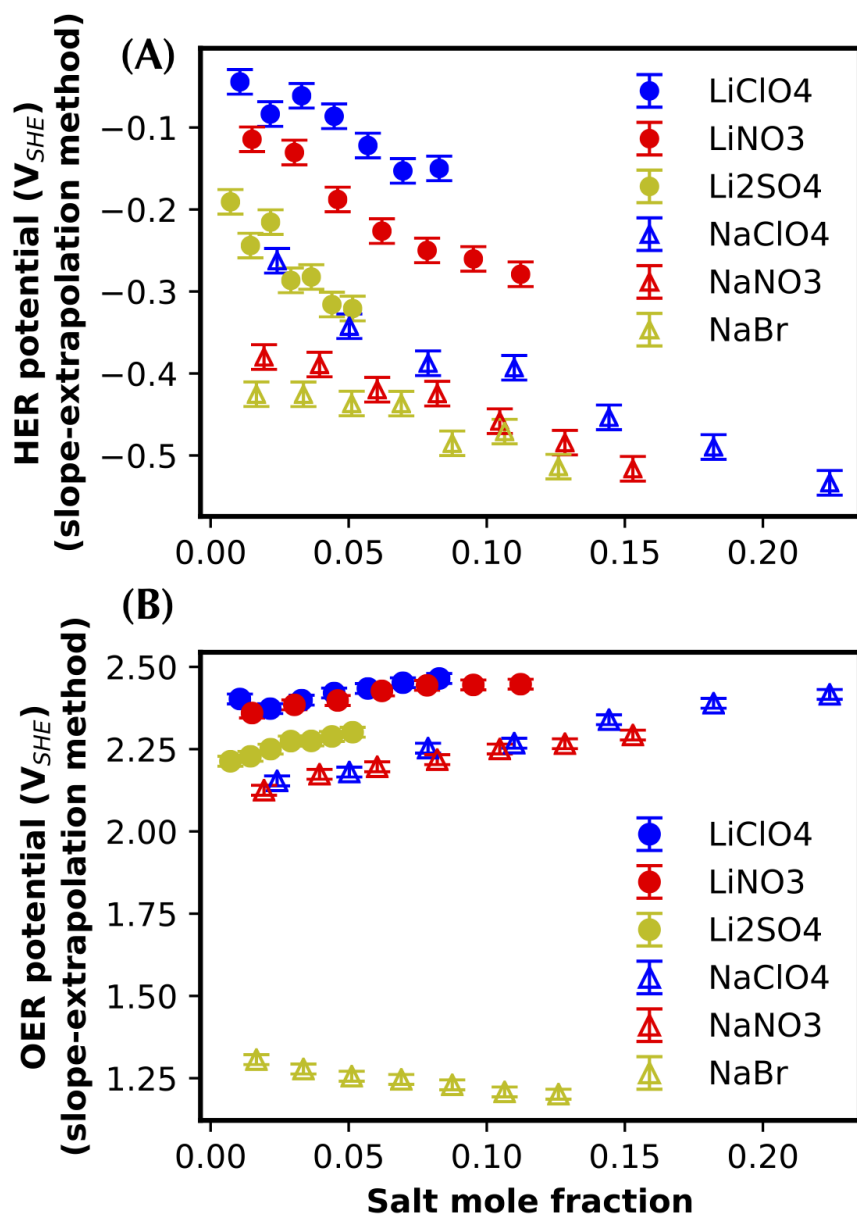 (A)
HER potential (V_SHE)
(slope-extrapolation method)
−0.1
−0.2
−0.3
−0.4
−0.5
LiClO4
LiNO3
Li2SO4
NaClO4
NaNO3
NaBr
0.00 0.05 0.10 0.15 0.20
(B)
OER potential (V_SHE)
(slope-extrapolation method)
2.50
2.25
2.00
1.75
1.50
1.25
LiClO4
LiNO3
Li2SO4
NaClO4
NaNO3
NaBr
0.00 0.05 0.10 0.15 0.20
Salt mole fraction